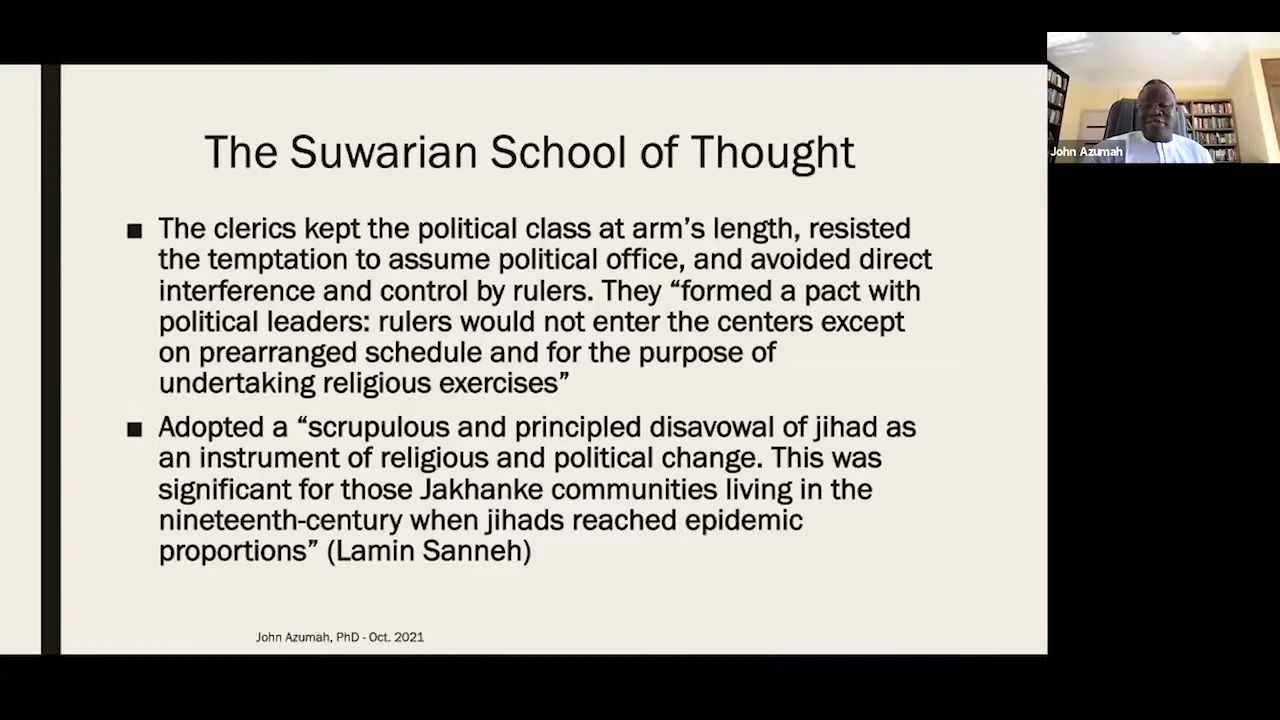 The Suwarian School of Thought
■ The clerics kept the political class at arm’s length, resisted
the temptation to assume political office, and avoided direct
interference and control by rulers. They “formed a pact with
political leaders: rulers would not enter the centers except
on prearranged schedule and for the purpose of
undertaking religious exercises”
■ Adopted a “scrupulous and principled disavowal of jihad as
an instrument of religious and political change. This was
significant for those Jakhanke communities living in the
nineteenth-century when jihads reached epidemic
proportions” (Lamin Sanneh)
John Azumah, PhD - Oct. 2021
John Azumah